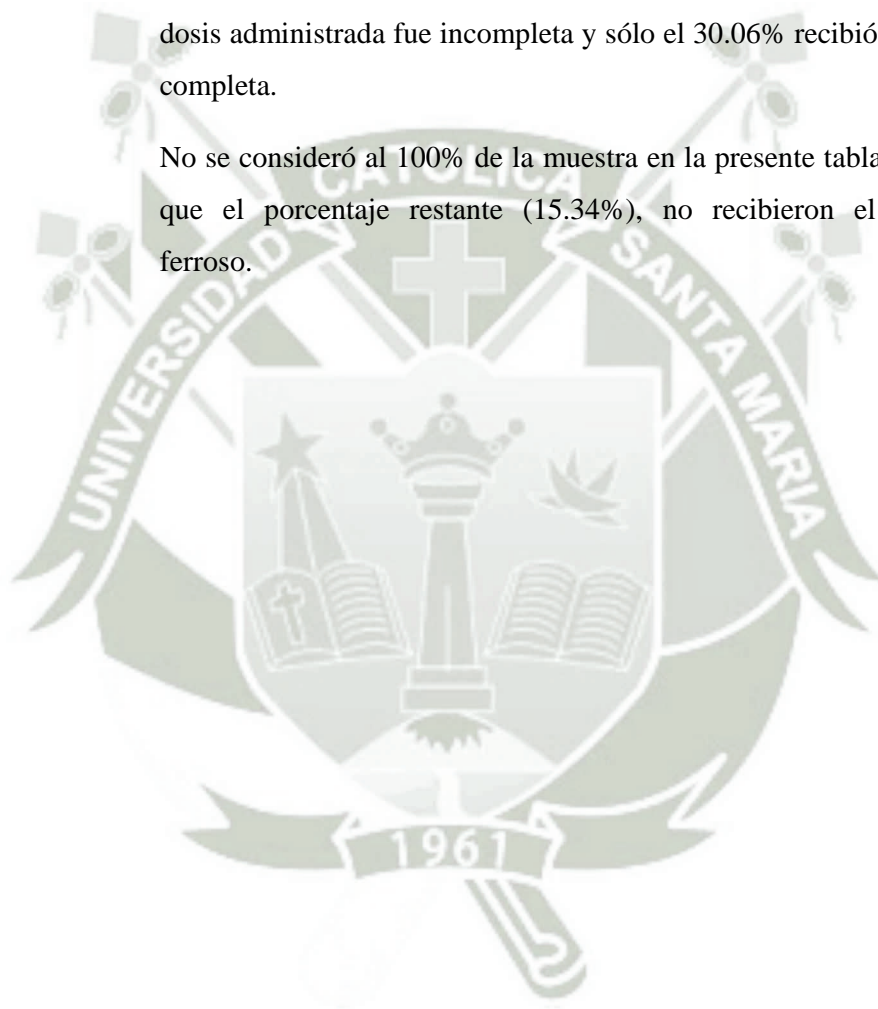 dosis administrada fue incompleta y sólo el 30.06% recibió
completa.
No se consideró al 100% de la muestra en la presente tabla
que el porcentaje restante (15.34%), no recibieron el
ferroso.
UNIVERSIDAD CATOLICA SANTA MARIA
1961